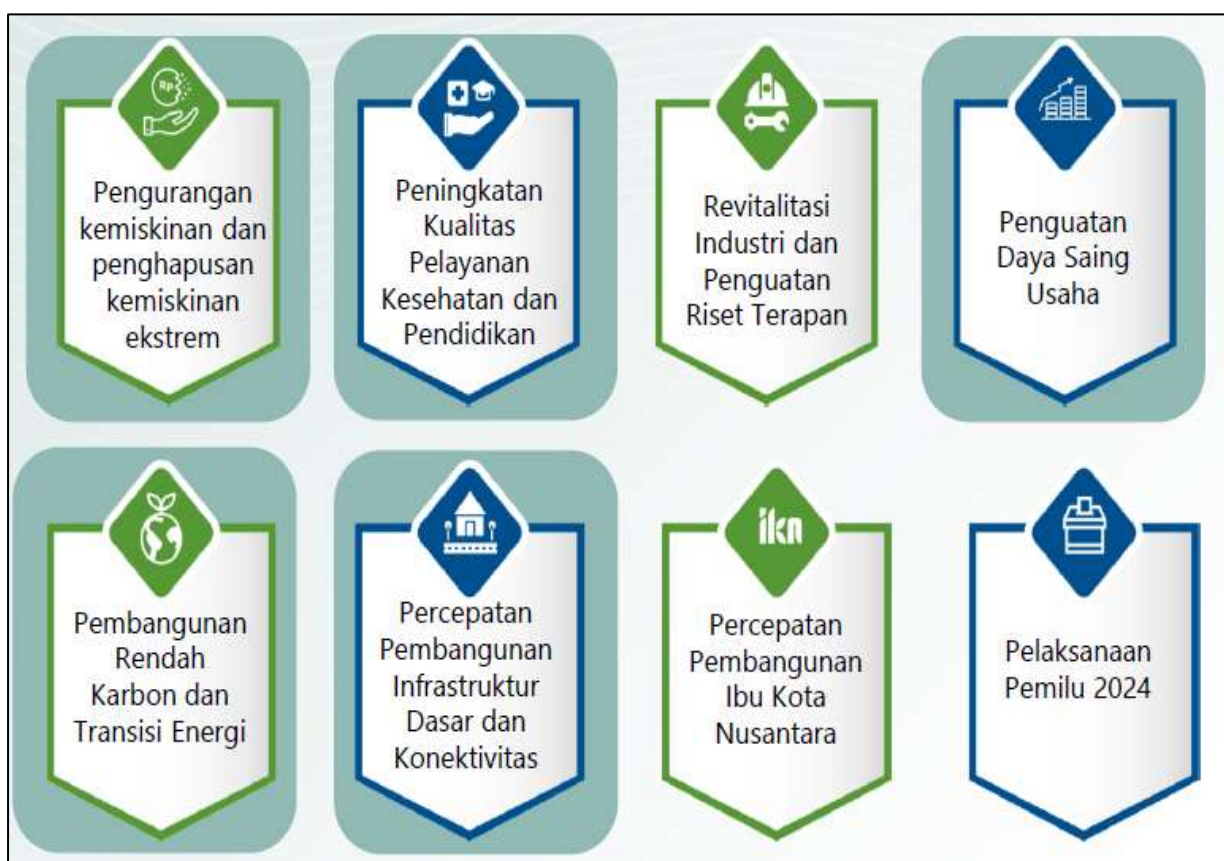 Rp
Pengurangan
kemiskinan dan
penghapusan
kemiskinan
ekstrem
Peningkatan
Kualitas
Pelayanan
Kesehatan dan
Pendidikan
Revitalitasi
Industri dan
Penguatan
Riset Terapan
Penguatan
Daya Saing
Usaha
Pembangunan
Rendah
Karbon dan
Transisi Energi
Percepatan
Pembangunan
Infrastruktur
Dasar dan
Konektivitas
ikn
Percepatan
Pembangunan
Ibu Kota
Nusantara
Pelaksanaan
Pemilu 2024